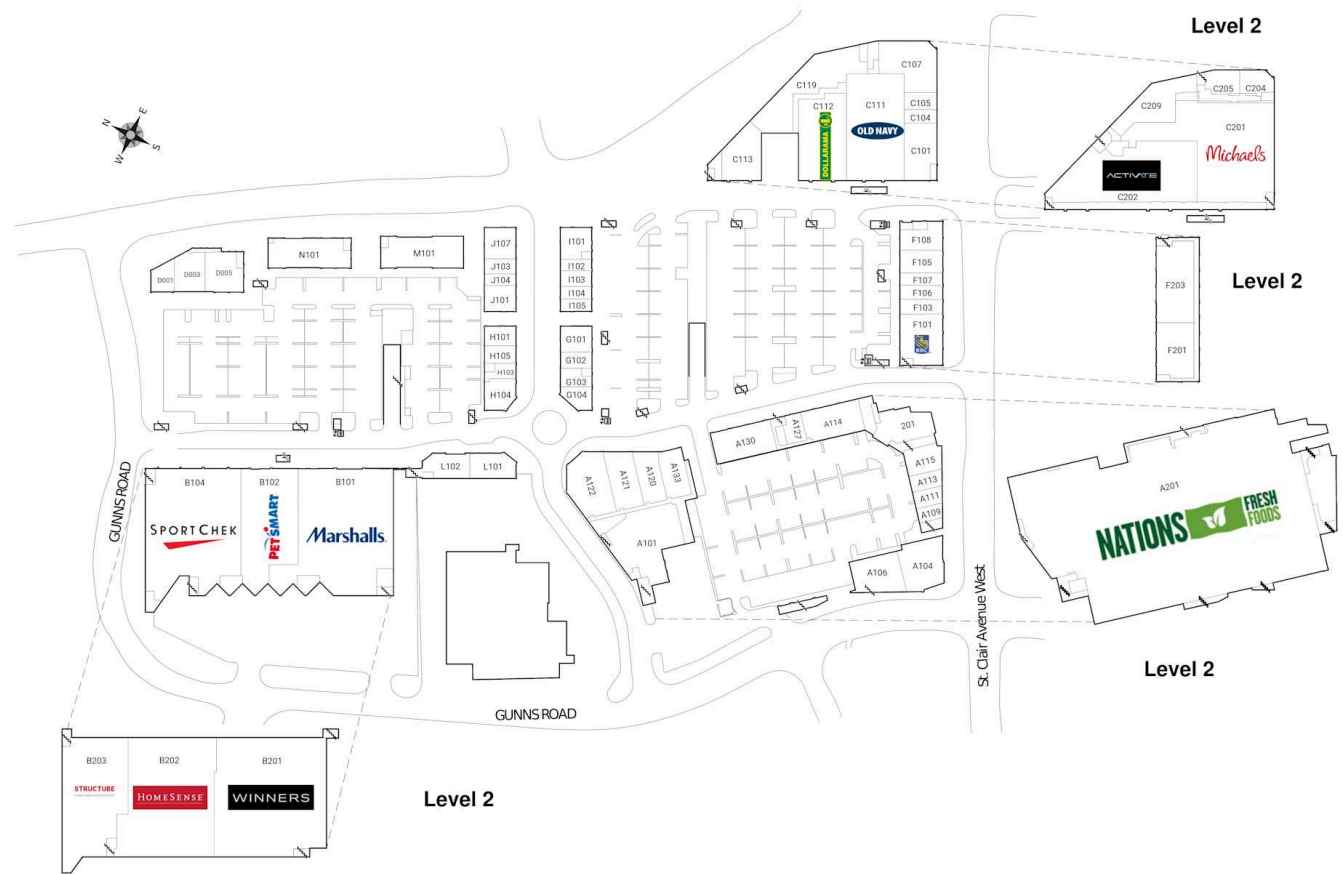 Level 2
N
E
W
S
C107
C119
C112
C111
C105
C104
C101
C113
DOLLARAMA
OLD NAVY
C205
C204
C209
C201
Michaels
ACTIVATE
C202
D001
D003
D005
N101
M101
J107
J103
J104
J101
I101
I102
I103
I104
I105
F108
F105
F107
F106
F103
F101
RBC
F203
F201
Level 2
H101
H105
H103
H104
G101
G102
G103
G104
A130
A127
A114
201
A115
A113
A111
A109
A122
A121
A120
A133
A101
A106
A104
A201
NATIONS FRESH
FOODS
Level 2
St. Clair Avenue West
GUNNS ROAD
B104
B102
B101
L102
L101
SPORTCHEK
PETSMART
Marshalls.
GUNNS ROAD
B203
B202
B201
STRUCTUBE
HOMESENSE
WINNERS
Level 2